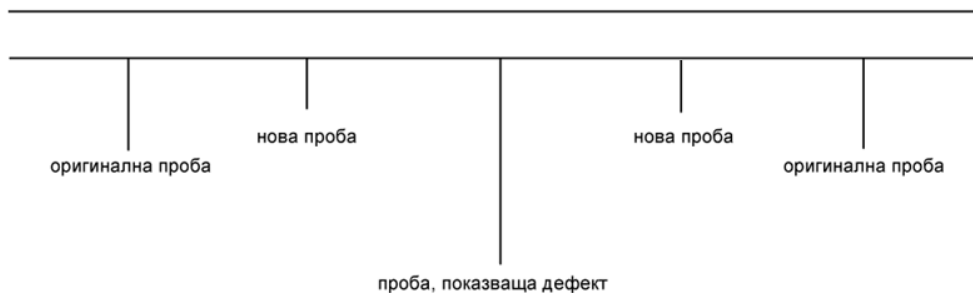 нова проба
нова проба
оригинална проба
оригинална проба
проба, показваща дефект